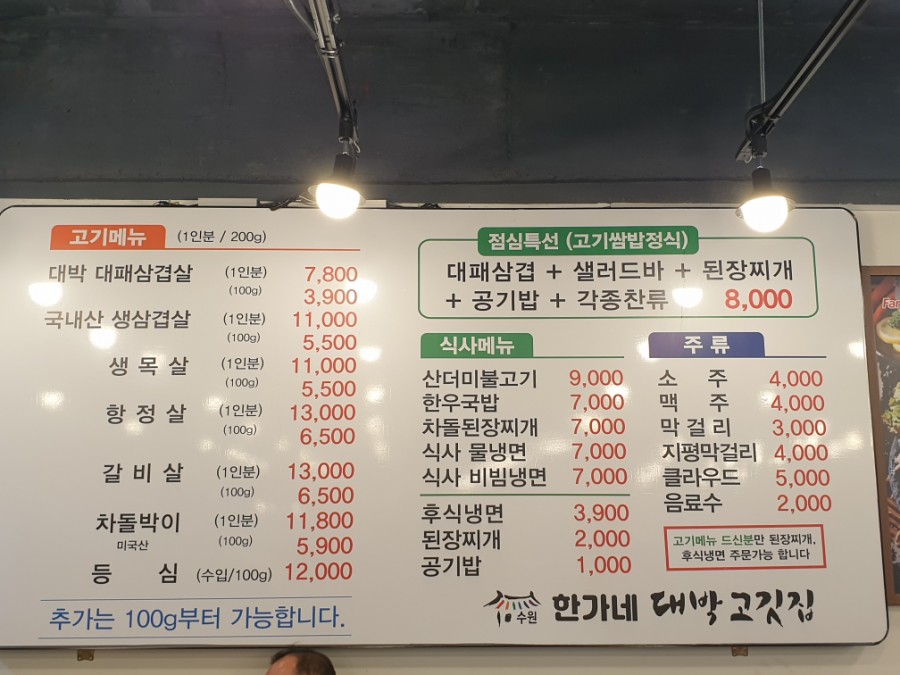 고기메뉴 (1인분 / 200g)
대박 대패삼겹살 (1인분) 7,800
(100g) 3,900
국내산 생삼겹살 (1인분) 11,000
(100g) 5,500
생 목 살 (1인분) 11,000
(100g) 5,500
항 정 살 (1인분) 13,000
(100g) 6,500
갈 비 살 (1인분) 13,000
(100g) 6,500
차돌박이 (1인분) 11,800
미국산 (100g) 5,900
등 심 (수입/100g) 12,000
추가는 100g부터 가능합니다.
점심특선 (고기쌈밥정식)
대패삼겹 + 샐러드바 + 된장찌개
+ 공기밥 + 각종찬류 8,000
식사메뉴
산더미불고기 9,000
한우국밥 7,000
차돌된장찌개 7,000
식사 물냉면 7,000
식사 비빔냉면 7,000
후식냉면 3,900
된장찌개 2,000
공기밥 1,000
주 류
소 주 4,000
맥 주 4,000
막 걸 리 3,000
지평막걸리 4,000
클라우드 5,000
음료수 2,000
고기메뉴 드신분만 된장찌개,
후식냉면 주문가능 합니다
수원 한가네 대박 고깃집